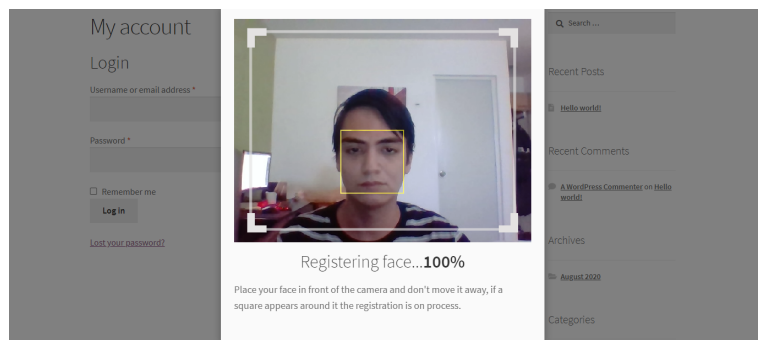 My account
Login
Username or email address *
Password *
Remember me
Log in
Lost your password?
Registering face...100%
Place your face in front of the camera and don't move it away, if a
square appears around it the registration is on process.
Search …
Recent Posts
Hello world!
Recent Comments
A WordPress Commenter on Hello
world!
Archives
August 2020
Categories